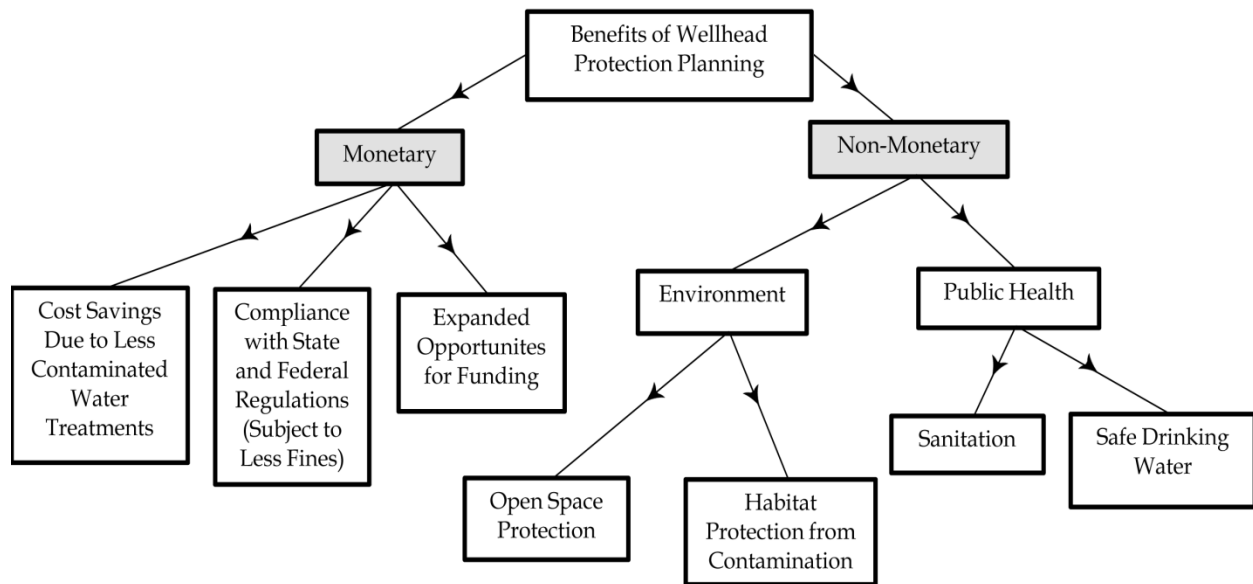 Benefits of Wellhead
Protection Planning
Monetary
Non-Monetary
Cost Savings
Due to Less
Contaminated
Water
Treatments
Compliance
with State
and Federal
Regulations
(Subject to
Less Fines)
Expanded
Opportunites
for Funding
Environment
Public Health
Open Space
Protection
Habitat
Protection from
Contamination
Sanitation
Safe Drinking
Water